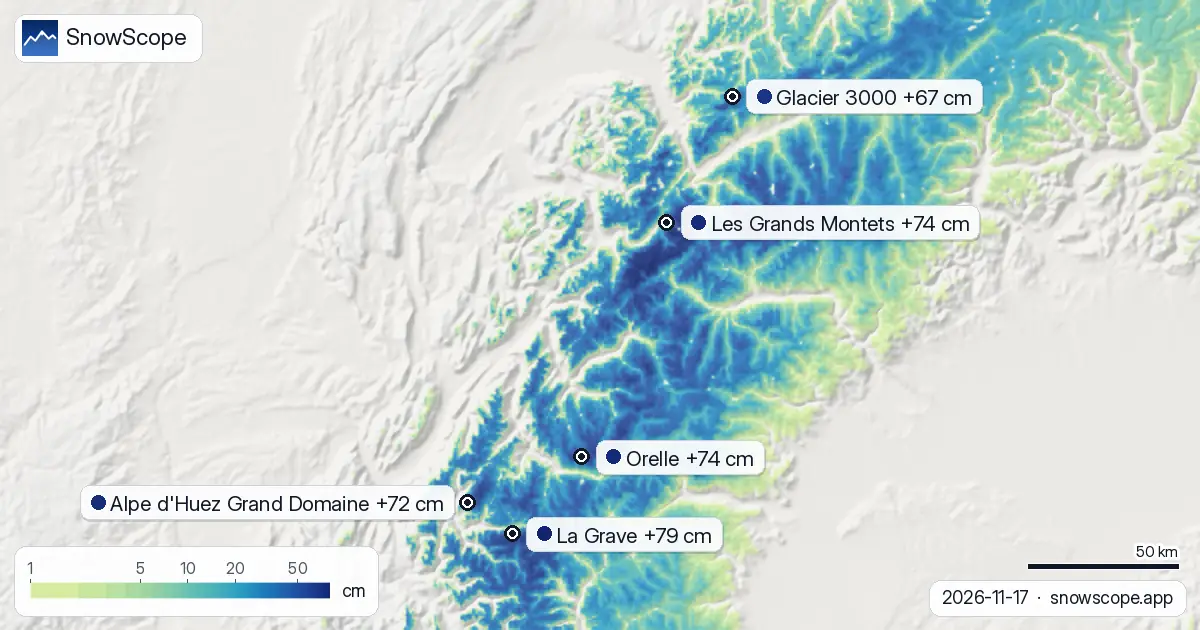 SnowScope
Glacier 3000 +67 cm
Les Grands Montets +74 cm
Orelle +74 cm
Alpe d'Huez Grand Domaine +72 cm
La Grave +79 cm
1 5 10 20 50 cm
50 km
2026-11-17 · snowscope.app